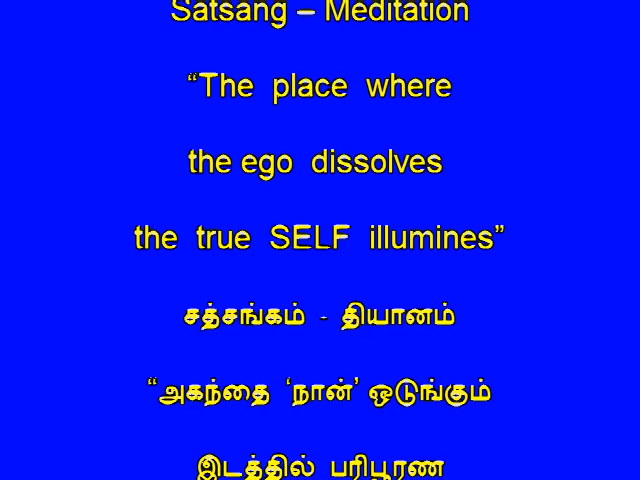 Satsang – Meditation
“The place where
the ego dissolves
the true SELF illumines”
சத்சங்கம் - தியானம்
“அகந்தை ‘நான்’ ஒடுங்கும்
இடத்தில் பரிபூரண